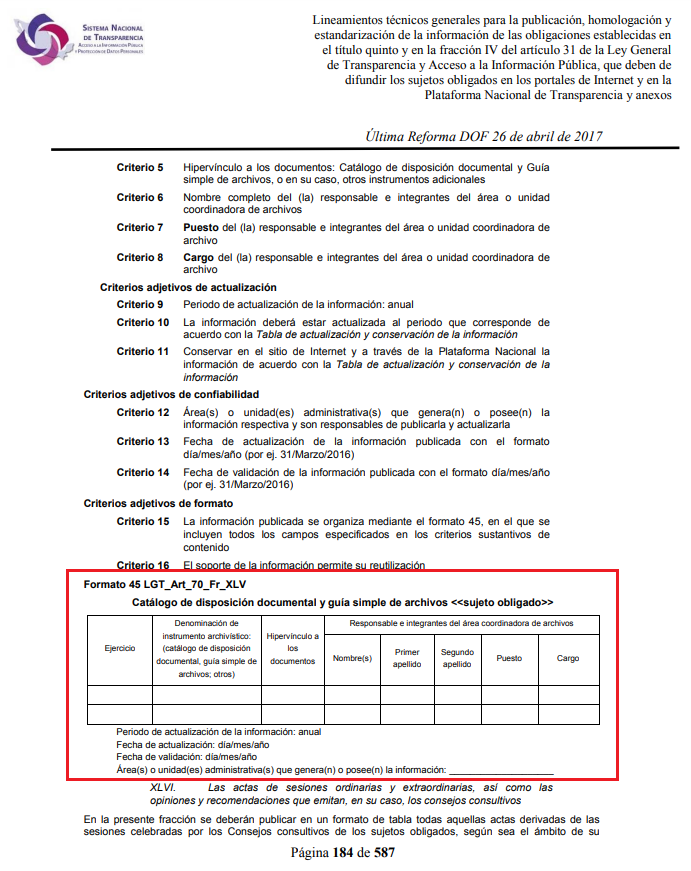 SISTEMA NACIONAL
DE TRANSPARENCIA
ACCESO A LA INFORMACIÓN PÚBLICA
Y PROTECCIÓN DE DATOS PERSONALES
Lineamientos técnicos generales para la publicación, homologación y
estandarización de la información de las obligaciones establecidas en
el título quinto y en la fracción IV del artículo 31 de la Ley General
de Transparencia y Acceso a la Información Pública, que deben de
difundir los sujetos obligados en los portales de Internet y en la
Plataforma Nacional de Transparencia y anexos
Última Reforma DOF 26 de abril de 2017
Criterio 5 Hipervínculo a los documentos: Catálogo de disposición documental y Guía
simple de archivos, o en su caso, otros instrumentos adicionales
Criterio 6 Nombre completo del (la) responsable e integrantes del área o unidad
coordinadora de archivos
Criterio 7 Puesto del (la) responsable e integrantes del área o unidad coordinadora de
archivo
Criterio 8 Cargo del (la) responsable e integrantes del área o unidad coordinadora de
archivo
Criterios adjetivos de actualización
Criterio 9 Periodo de actualización de la información: anual
Criterio 10 La información deberá estar actualizada al periodo que corresponde de
acuerdo con la Tabla de actualización y conservación de la información
Criterio 11 Conservar en el sitio de Internet y a través de la Plataforma Nacional la
información de acuerdo con la Tabla de actualización y conservación de la
información
Criterios adjetivos de confiabilidad
Criterio 12 Área(s) o unidad(es) administrativa(s) que genera(n) o posee(n) la
información respectiva y son responsables de publicarla y actualizarla
Criterio 13 Fecha de actualización de la información publicada con el formato
día/mes/año (por ej. 31/Marzo/2016)
Criterio 14 Fecha de validación de la información publicada con el formato día/mes/año
(por ej. 31/Marzo/2016)
Criterios adjetivos de formato
Criterio 15 La información publicada se organiza mediante el formato 45, en el que se
incluyen todos los campos especificados en los criterios sustantivos de
contenido
Criterio 16 El soporte de la información permite su reutilización
Formato 45 LGT_Art_70_Fr_XLV
Catálogo de disposición documental y guía simple de archivos <<sujeto obligado>>
Ejercicio
Denominación de
instrumento archivístico:
(catálogo de disposición
documental, guía simple de
archivos; otros)
Hipervínculo a
los
documentos
Responsable e integrantes del área coordinadora de archivos
Nombre(s)
Primer
apellido
Segundo
apellido
Puesto
Cargo
Periodo de actualización de la información: anual
Fecha de actualización: día/mes/año
Fecha de validación: día/mes/año
Área(s) o unidad(es) administrativa(s) que genera(n) o posee(n) la información: ____________________
XLVI. Las actas de sesiones ordinarias y extraordinarias, así como las
opiniones y recomendaciones que emitan, en su caso, los consejos consultivos
En la presente fracción se deberán publicar en un formato de tabla todas aquellas actas derivadas de las
sesiones celebradas por los Consejos consultivos de los sujetos obligados, según sea el ámbito de su
Página 184 de 587